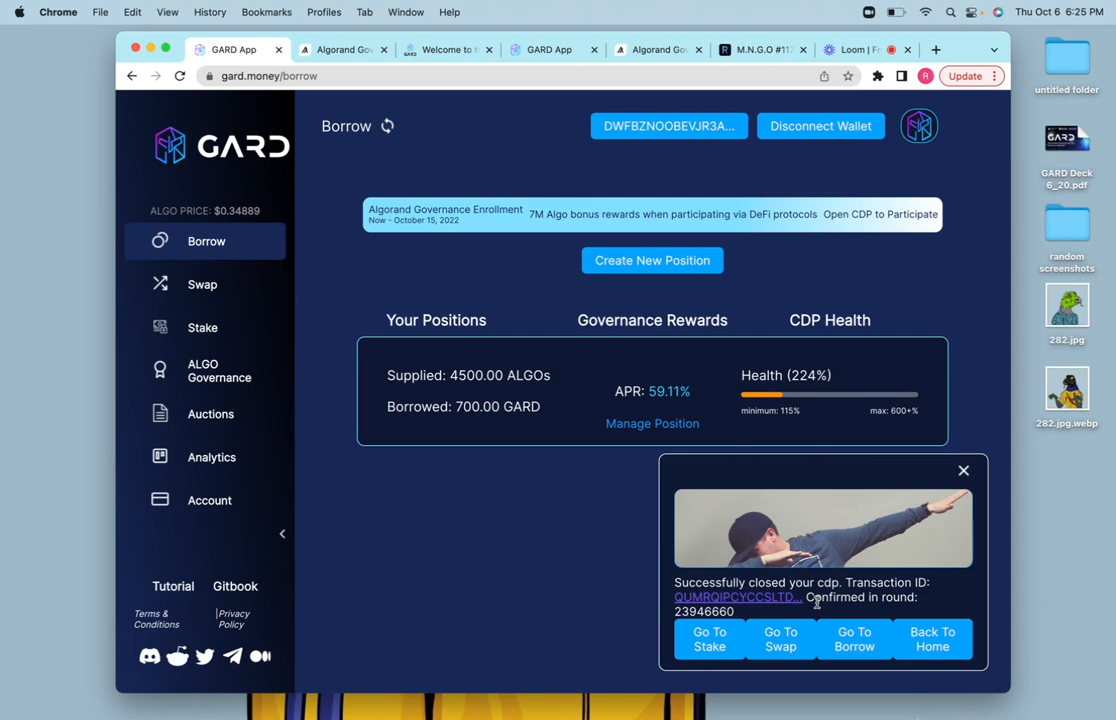 Chrome File Edit View History Bookmarks Profiles Tab Window Help Thu Oct 6 6:25 PM
GARD App Algorand Go Welcome to t GARD App Algorand Go M.N.G.O #11 Loom | F
gard.money/borrow R Update
GARD
ALGO PRICE: $0.34889
Borrow
Swap
Stake
ALGO
Governance
Auctions
Analytics
Account
Tutorial Gitbook
Terms & |Privacy
Conditions Policy
Borrow DWFBZNOOBEVJR3A... Disconnect Wallet
Algorand Governance Enrollment
Now - October 15, 2022
7M Algo bonus rewards when participating via DeFi protocols Open CDP to Participate
Create New Position
Your Positions Governance Rewards CDP Health
Supplied: 4500.00 ALGOs
Borrowed: 700.00 GARD
APR: 59.11%
Manage Position
Health (224%)
minimum: 115% max: 600+%
Successfully closed your cdp. Transaction ID:
QUMRQIPCYCCSLTD... Confirmed in round:
23946660
Go To Stake
Go To Swap
Go To Borrow
Back To Home
untitled folder
GARD
GARD Deck
6_20.pdf
random
screenshots
282.jpg
282.jpg.webp